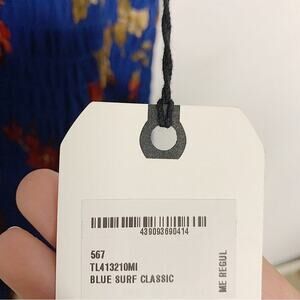 439093690414
567
TL413210MI
BLUE SURF CLASSIC
ME REGUL